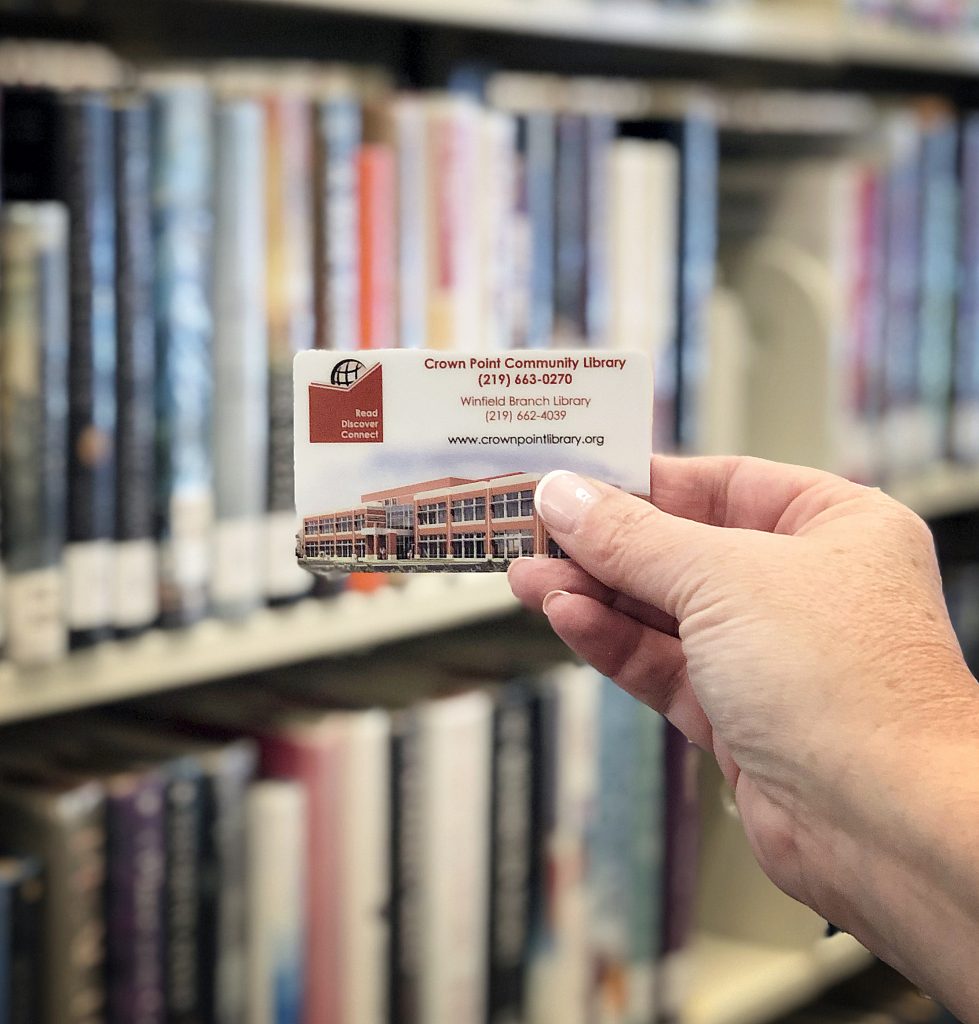 Crown Point Community Library
(219) 663-0270
Winfield Branch Library
(219) 662-4039
www.crownpointlibrary.org
Read
Discover
Connect